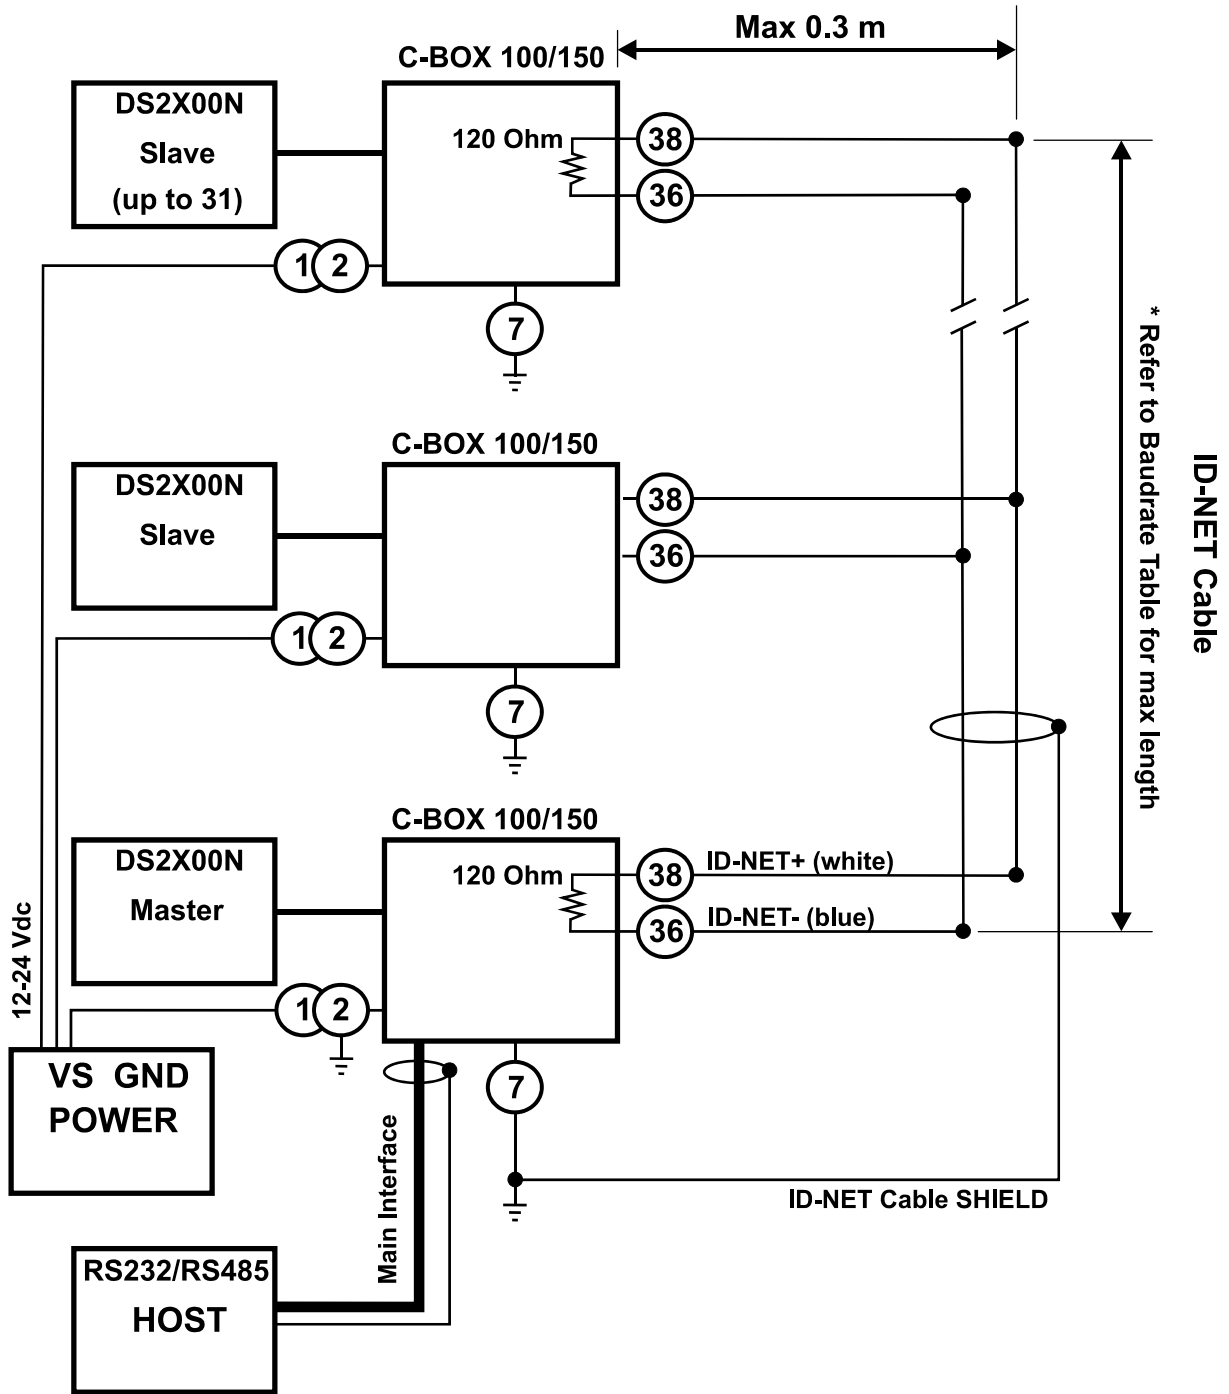 Max 0.3 m
C-BOX 100/150
DS2X00N
Slave
(up to 31)
120 Ohm
38
36
1
2
7
C-BOX 100/150
DS2X00N
Slave
38
36
1
2
7
* Refer to Baudrate Table for max length
ID-NET Cable
C-BOX 100/150
DS2X00N
Master
120 Ohm
38
ID-NET+ (white)
36
ID-NET- (blue)
1
2
7
12-24 Vdc
VS GND
POWER
Main Interface
ID-NET Cable SHIELD
RS232/RS485
HOST